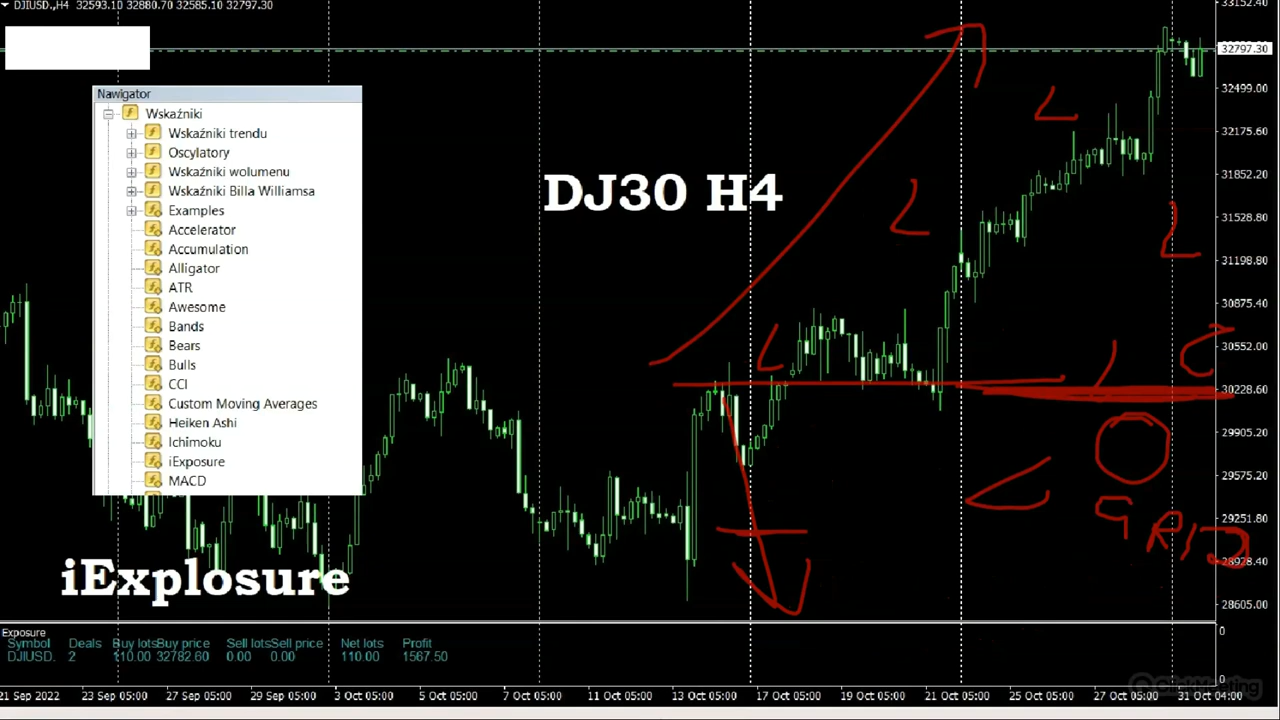 DJIUSD.,H4 32593.10 32880.70 32585.10 32797.30
Nawigator
Wskaźniki
Wskaźniki trendu
Oscylatory
Wskaźniki wolumenu
Wskaźniki Billa Williamsa
Examples
Accelerator
Accumulation
Alligator
ATR
Awesome
Bands
Bears
Bulls
CCI
Custom Moving Averages
Heiken Ashi
Ichimoku
iExposure
MACD
DJ30 H4
iExplosure
L
L
L
L
GRID
33152.40
32797.30
32499.00
32175.60
31852.20
31528.80
31198.80
30875.40
30552.00
30228.60
29905.20
29575.20
29251.80
28928.40
28605.00
Exposure
Symbol Deals Buy lots Buy price Sell lots Sell price Net lots Profit
DJIUSD. 2 110.00 32782.60 0.00 0.00 110.00 1567.50
0
0
21 Sep 2022 23 Sep 05:00 27 Sep 05:00 29 Sep 05:00 3 Oct 05:00 5 Oct 05:00 7 Oct 05:00 11 Oct 05:00 13 Oct 05:00 17 Oct 05:00 19 Oct 05:00 21 Oct 05:00 25 Oct 05:00 27 Oct 05:00 31 Oct 04:00